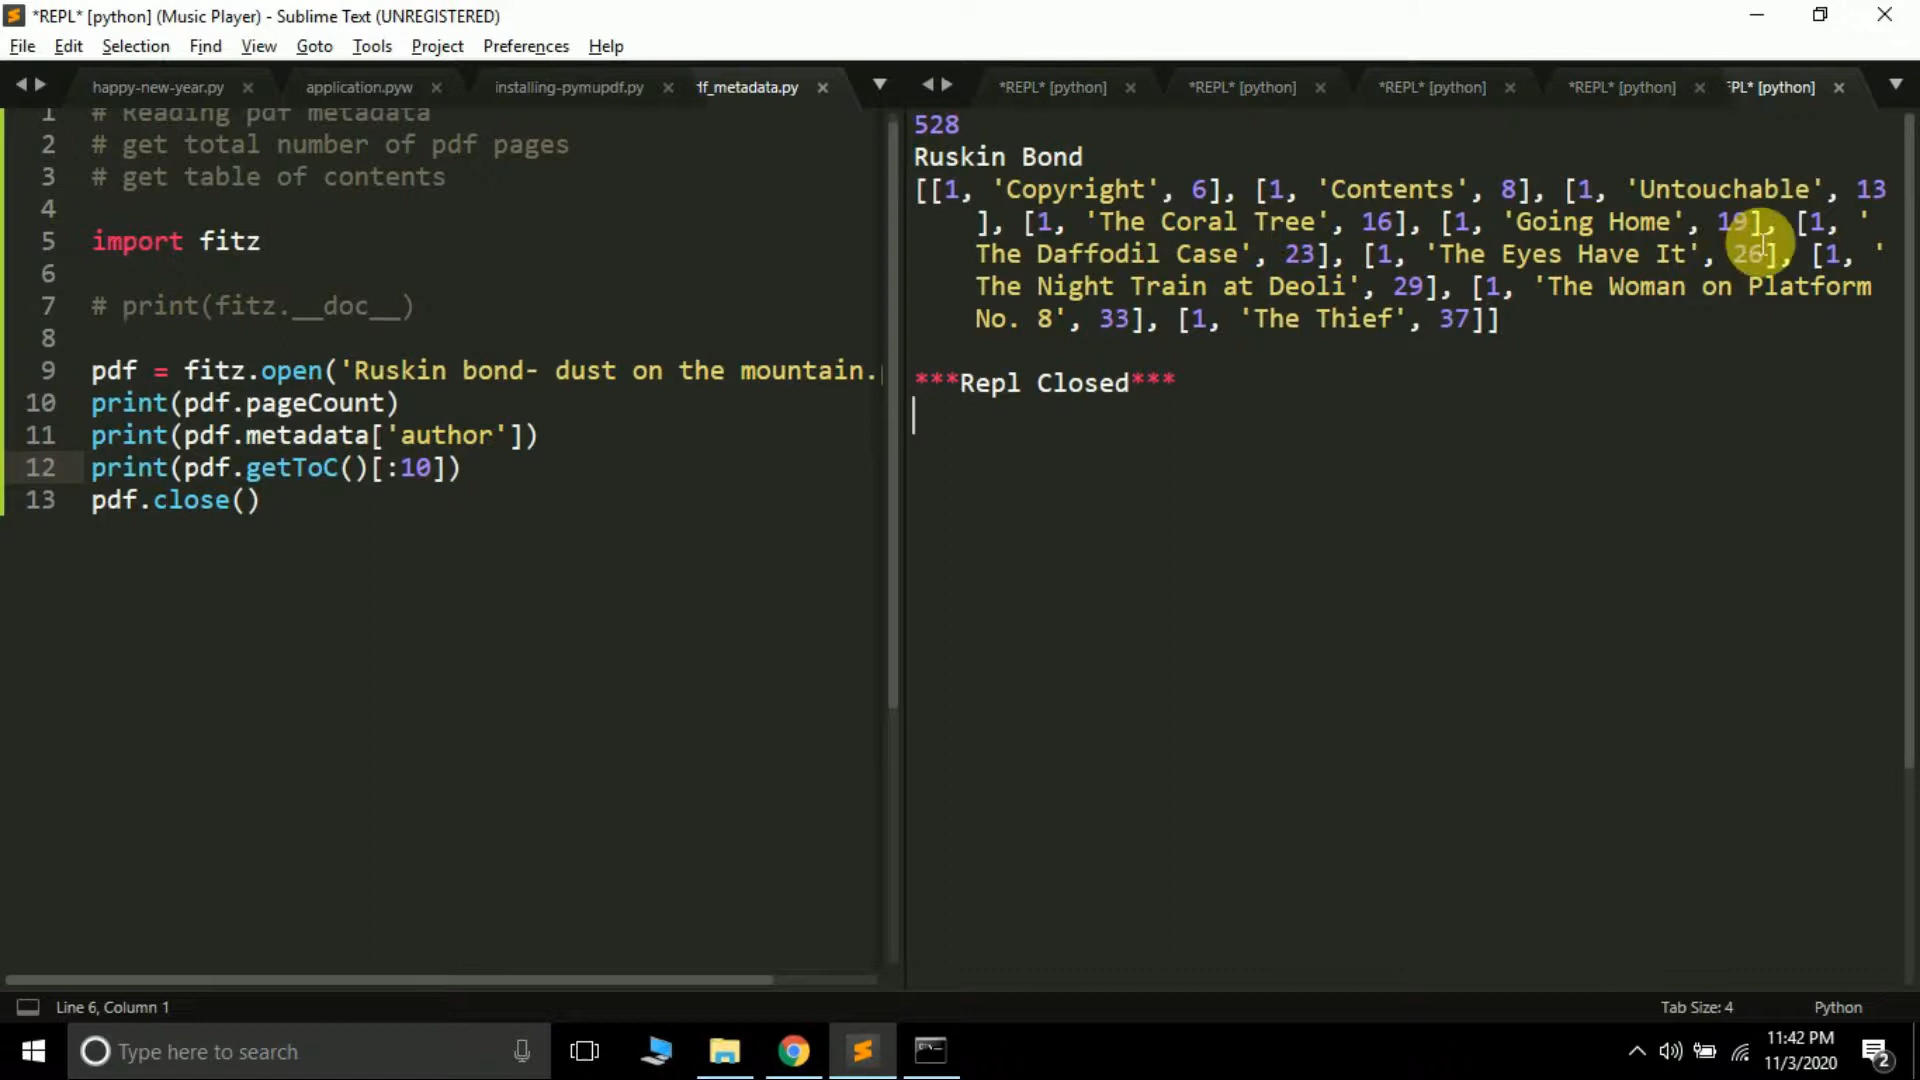 *REPL* [python] (Music Player) - Sublime Text (UNREGISTERED)
File Edit Selection Find View Goto Tools Project Preferences Help
happy-new-year.py application.pyw installing-pymupdf.py df_metadata.py *REPL* [python] *REPL* [python] *REPL* [python] *REPL* [python] EPL* [python]
1 # Reading pdf metadata
2 # get total number of pdf pages
3 # get table of contents
4
5 import fitz
6
7 # print(fitz.__doc__)
8
9 pdf = fitz.open('Ruskin bond- dust on the mountain.
10 print(pdf.pageCount)
11 print(pdf.metadata['author'])
12 print(pdf.getToC()[:10])
13 pdf.close()
528
Ruskin Bond
[[1, 'Copyright', 6], [1, 'Contents', 8], [1, 'Untouchable', 13
], [1, 'The Coral Tree', 16], [1, 'Going Home', 19], [1, '
The Daffodil Case', 23], [1, 'The Eyes Have It', 26], [1, '
The Night Train at Deoli', 29], [1, 'The Woman on Platform
No. 8', 33], [1, 'The Thief', 37]]
***Repl Closed***
Line 6, Column 1 Tab Size: 4 Python
Type here to search
11:42 PM
11/3/2020
2